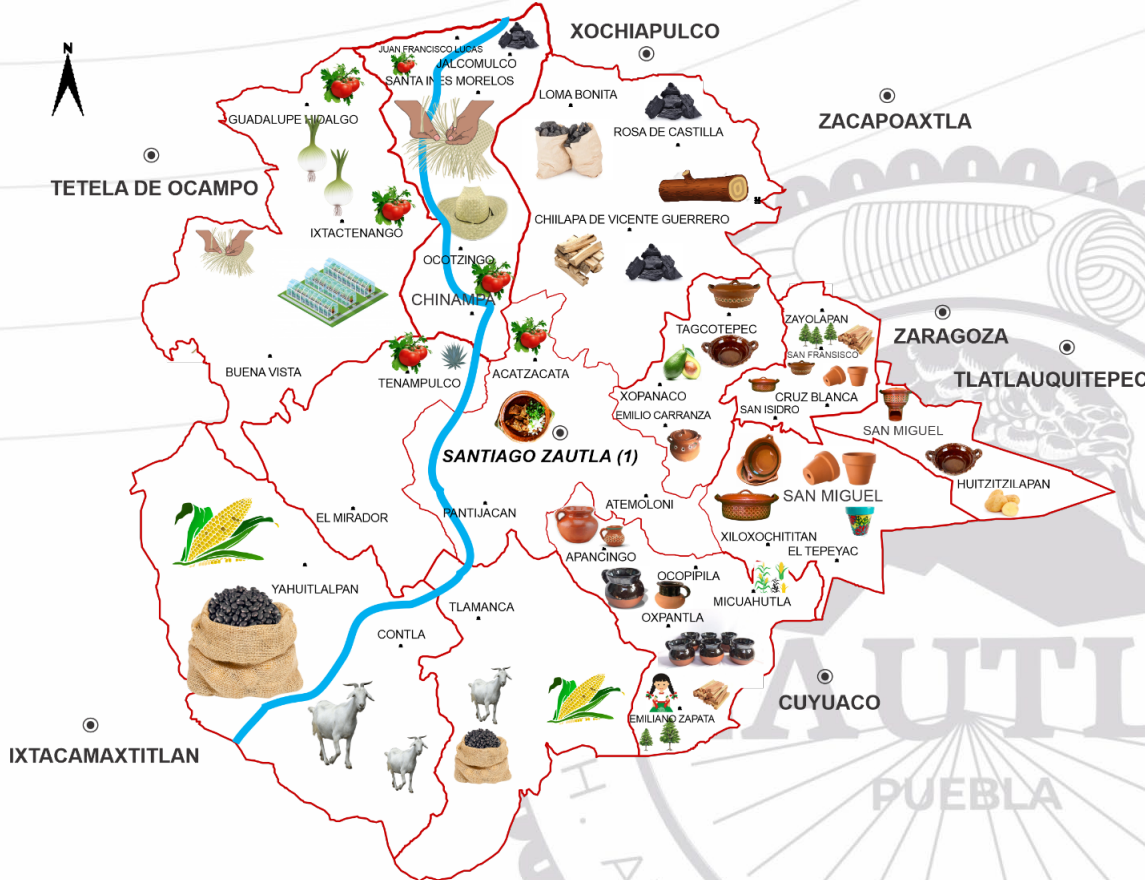 N
XOCHIAPULCO
JUAN FRANCISCO LUCAS
JALCOMULCO
SANTA INES MORELOS
LOMA BONITA
ZACAPOAXTLA
GUADALUPE HIDALGO
ROSA DE CASTILLA
TETELA DE OCAMPO
CHIILAPA DE VICENTE GUERRERO
IXTACTENANGO
OCOTZINGO
CHINAMPA
ZAYOLAPAN
TAGCOTEPEC
ZARAGOZA
SAN FRANSISCO
BUENA VISTA
TENAMPULCO
ACATZACATA
TLATLAUQUITEPEC
XOPANACO
CRUZ BLANCA
EMILIO CARRANZA
SAN ISIDRO
SAN MIGUEL
SANTIAGO ZAUTLA (1)
HUITZITZILAPAN
SAN MIGUEL
ATEMOLONI
PANTIJACAN
EL MIRADOR
XILOXOCHITITAN
APANCINGO
EL TEPEYAC
OCOPIPILA
YAHUITLALPAN
MICUAHUTLA
TLAMANCA
OXPANTLA
CONTLA
AUTL
CUYUACO
EMILIANO ZAPATA
IXTACAMAXTITLAN
PUEBLA
H. A